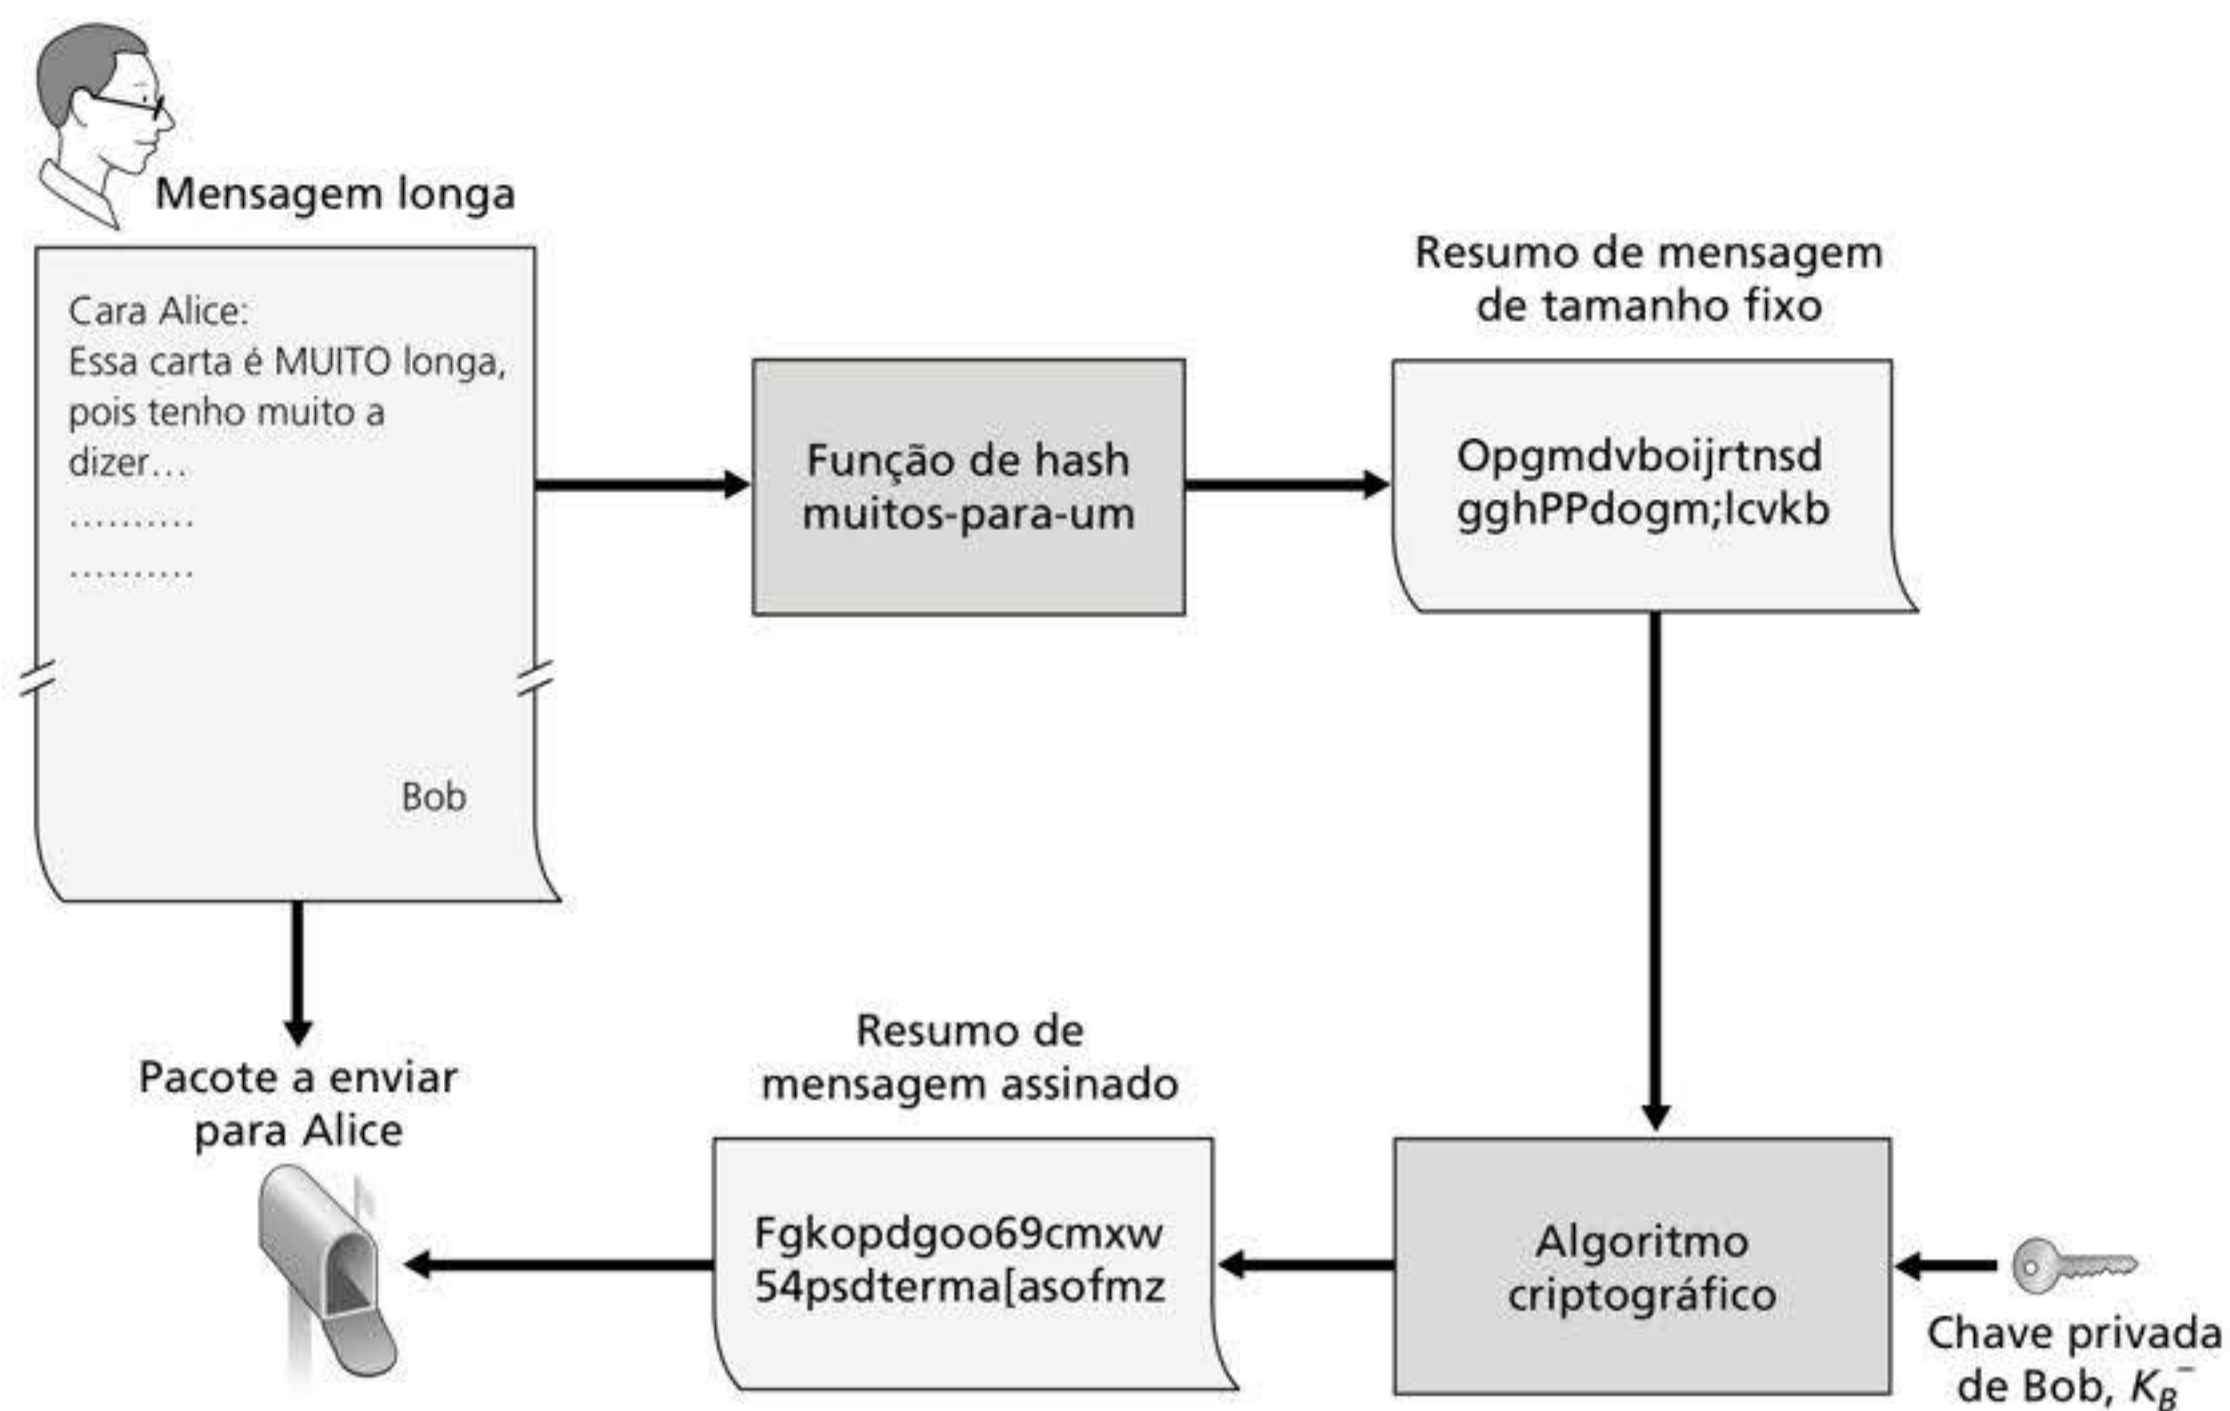 Mensagem longa
Cara Alice:
Essa carta é MUITO longa,
pois tenho muito a
dizer...
..........
..........
Bob
Função de hash
muitos-para-um
Resumo de mensagem
de tamanho fixo
Opgmdvboijrtnsd
gghPPdogm;lcvkb
Algoritmo
criptográfico
Chave privada
de Bob, K_B^-
Resumo de
mensagem assinado
Fgkopdgoo69cmxw
54psdterma[asofmz
Pacote a enviar
para Alice